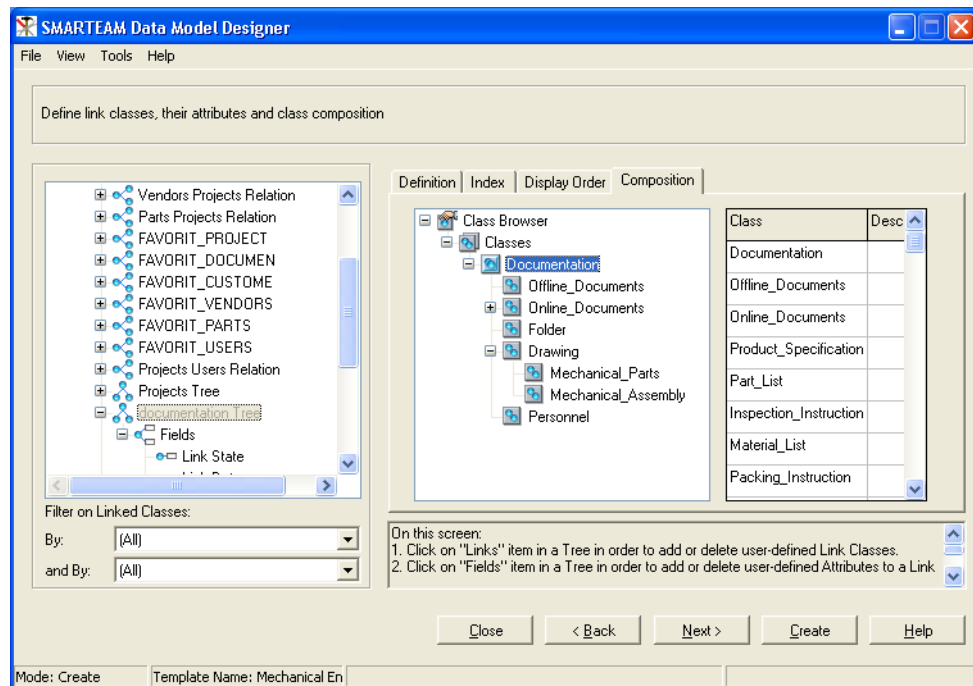 SMARTEAM Data Model Designer
File View Tools Help
Define link classes, their attributes and class composition
Vendors Projects Relation
Parts Projects Relation
FAVORIT_PROJECT
FAVORIT_DOCUMEN
FAVORIT_CUSTOME
FAVORIT_VENDORS
FAVORIT_PARTS
FAVORIT_USERS
Projects Users Relation
Projects Tree
documentation Tree
Fields
Link State
Filter on Linked Classes:
By: (All)
and By: (All)
Definition Index Display Order Composition
Class Browser
Classes
Documentation
Offline_Documents
Online_Documents
Folder
Drawing
Mechanical_Parts
Mechanical_Assembly
Personnel
Class Desc
Documentation
Offline_Documents
Online_Documents
Product_Specification
Part_List
Inspection_Instruction
Material_List
Packing_Instruction
On this screen:
1. Click on "Links" item in a Tree in order to add or delete user-defined Link Classes.
2. Click on "Fields" item in a Tree in order to add or delete user-defined Attributes to a Link
Close < Back Next > Create Help
Mode: Create Template Name: Mechanical En